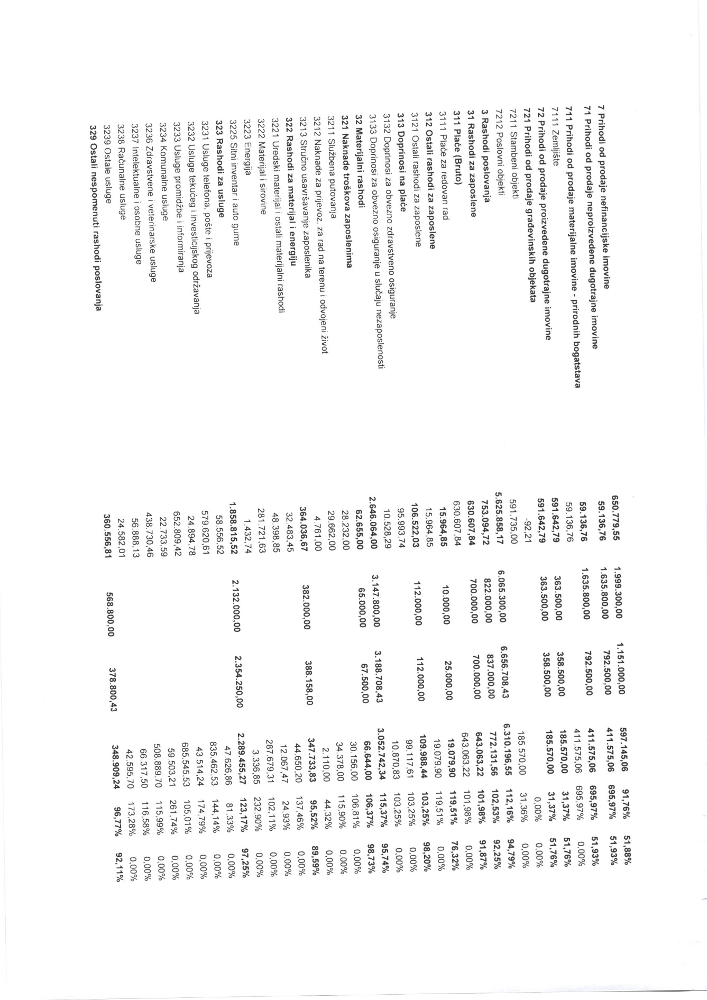 7 Prihodi od prodaje nefinancijske imovine 650.779,55 1.999.300,00 1.151.000,00 597.145,06 91,76% 51,88%
71 Prihodi od prodaje neproizvedene dugotrajne imovine 59.136,76 1.635.800,00 792.500,00 411.575,06 695,97% 51,93%
711 Prihodi od prodaje materijalne imovine - prirodnih bogatstava 59.136,76 1.635.800,00 792.500,00 411.575,06 695,97% 51,93%
7111 Zemljište 59.136,76 411.575,06 695,97% 0,00%
72 Prihodi od prodaje proizvedene dugotrajne imovine 591.642,79 363.500,00 358.500,00 185.570,00 31,37% 51,76%
721 Prihodi od prodaje građevinskih objekata 591.642,79 363.500,00 358.500,00 185.570,00 31,37% 51,76%
7211 Stambeni objekti -92,21 0,00% 0,00%
7212 Poslovni objekti 591.735,00 185.570,00 31,36% 0,00%
3 Rashodi poslovanja 5.625.858,17 6.065.300,00 6.656.708,43 6.310.196,55 112,16% 94,79%
31 Rashodi za zaposlene 753.094,72 822.000,00 837.000,00 772.131,56 102,53% 92,25%
311 Plaće (Bruto) 630.607,84 700.000,00 700.000,00 643.063,22 101,98% 91,87%
3111 Plaće za redovan rad 630.607,84 643.063,22 101,98% 0,00%
312 Ostali rashodi za zaposlene 15.964,85 10.000,00 25.000,00 19.079,90 119,51% 76,32%
3121 Ostali rashodi za zaposlene 15.964,85 19.079,90 119,51% 0,00%
313 Doprinosi na plaće 106.522,03 112.000,00 112.000,00 109.988,44 103,25% 98,20%
3132 Doprinosi za obvezno zdravstveno osiguranje 95.993,74 99.117,61 103,25% 0,00%
3133 Doprinosi za obvezno osiguranje u slučaju nezaposlenosti 10.528,29 10.870,83 103,25% 0,00%
32 Materijalni rashodi 2.646.064,00 3.147.800,00 3.188.708,43 3.052.742,34 115,37% 95,74%
321 Naknade troškova zaposlenima 62.655,00 65.000,00 67.500,00 66.644,00 106,37% 98,73%
3211 Službena putovanja 28.232,00 30.156,00 106,81% 0,00%
3212 Naknade za prijevoz, za rad na terenu i odvojeni život 29.662,00 34.378,00 115,90% 0,00%
3213 Stručno usavršavanje zaposlenika 4.761,00 2.110,00 44,32% 0,00%
322 Rashodi za materijal i energiju 364.036,67 382.000,00 388.158,00 347.733,83 95,52% 89,59%
3221 Uredski materijal i ostali materijalni rashodi 32.483,45 44.650,20 137,46% 0,00%
3222 Materijal i sirovine 48.398,85 12.067,47 24,93% 0,00%
3223 Energija 281.721,63 287.679,31 102,11% 0,00%
3225 Sitni inventar i auto gume 1.432,74 3.336,85 232,90% 0,00%
323 Rashodi za usluge 1.858.815,52 2.132.000,00 2.354.250,00 2.289.455,27 123,17% 97,25%
3231 Usluge telefona, pošte i prijevoza 58.556,52 47.626,86 81,33% 0,00%
3232 Usluge tekućeg i investicijskog održavanja 579.620,61 835.462,53 144,14% 0,00%
3233 Usluge promidžbe i informiranja 24.894,78 43.514,24 174,79% 0,00%
3234 Komunalne usluge 652.809,42 685.545,53 105,01% 0,00%
3236 Zdravstvene i veterinarske usluge 22.733,59 59.503,21 261,74% 0,00%
3237 Intelektualne i osobne usluge 438.730,46 508.889,70 115,99% 0,00%
3238 Računalne usluge 56.888,13 66.317,50 116,58% 0,00%
3239 Ostale usluge 24.582,01 42.595,70 173,28% 0,00%
329 Ostali nespomenuti rashodi poslovanja 360.556,81 568.800,00 378.800,43 348.909,24 96,77% 92,11%